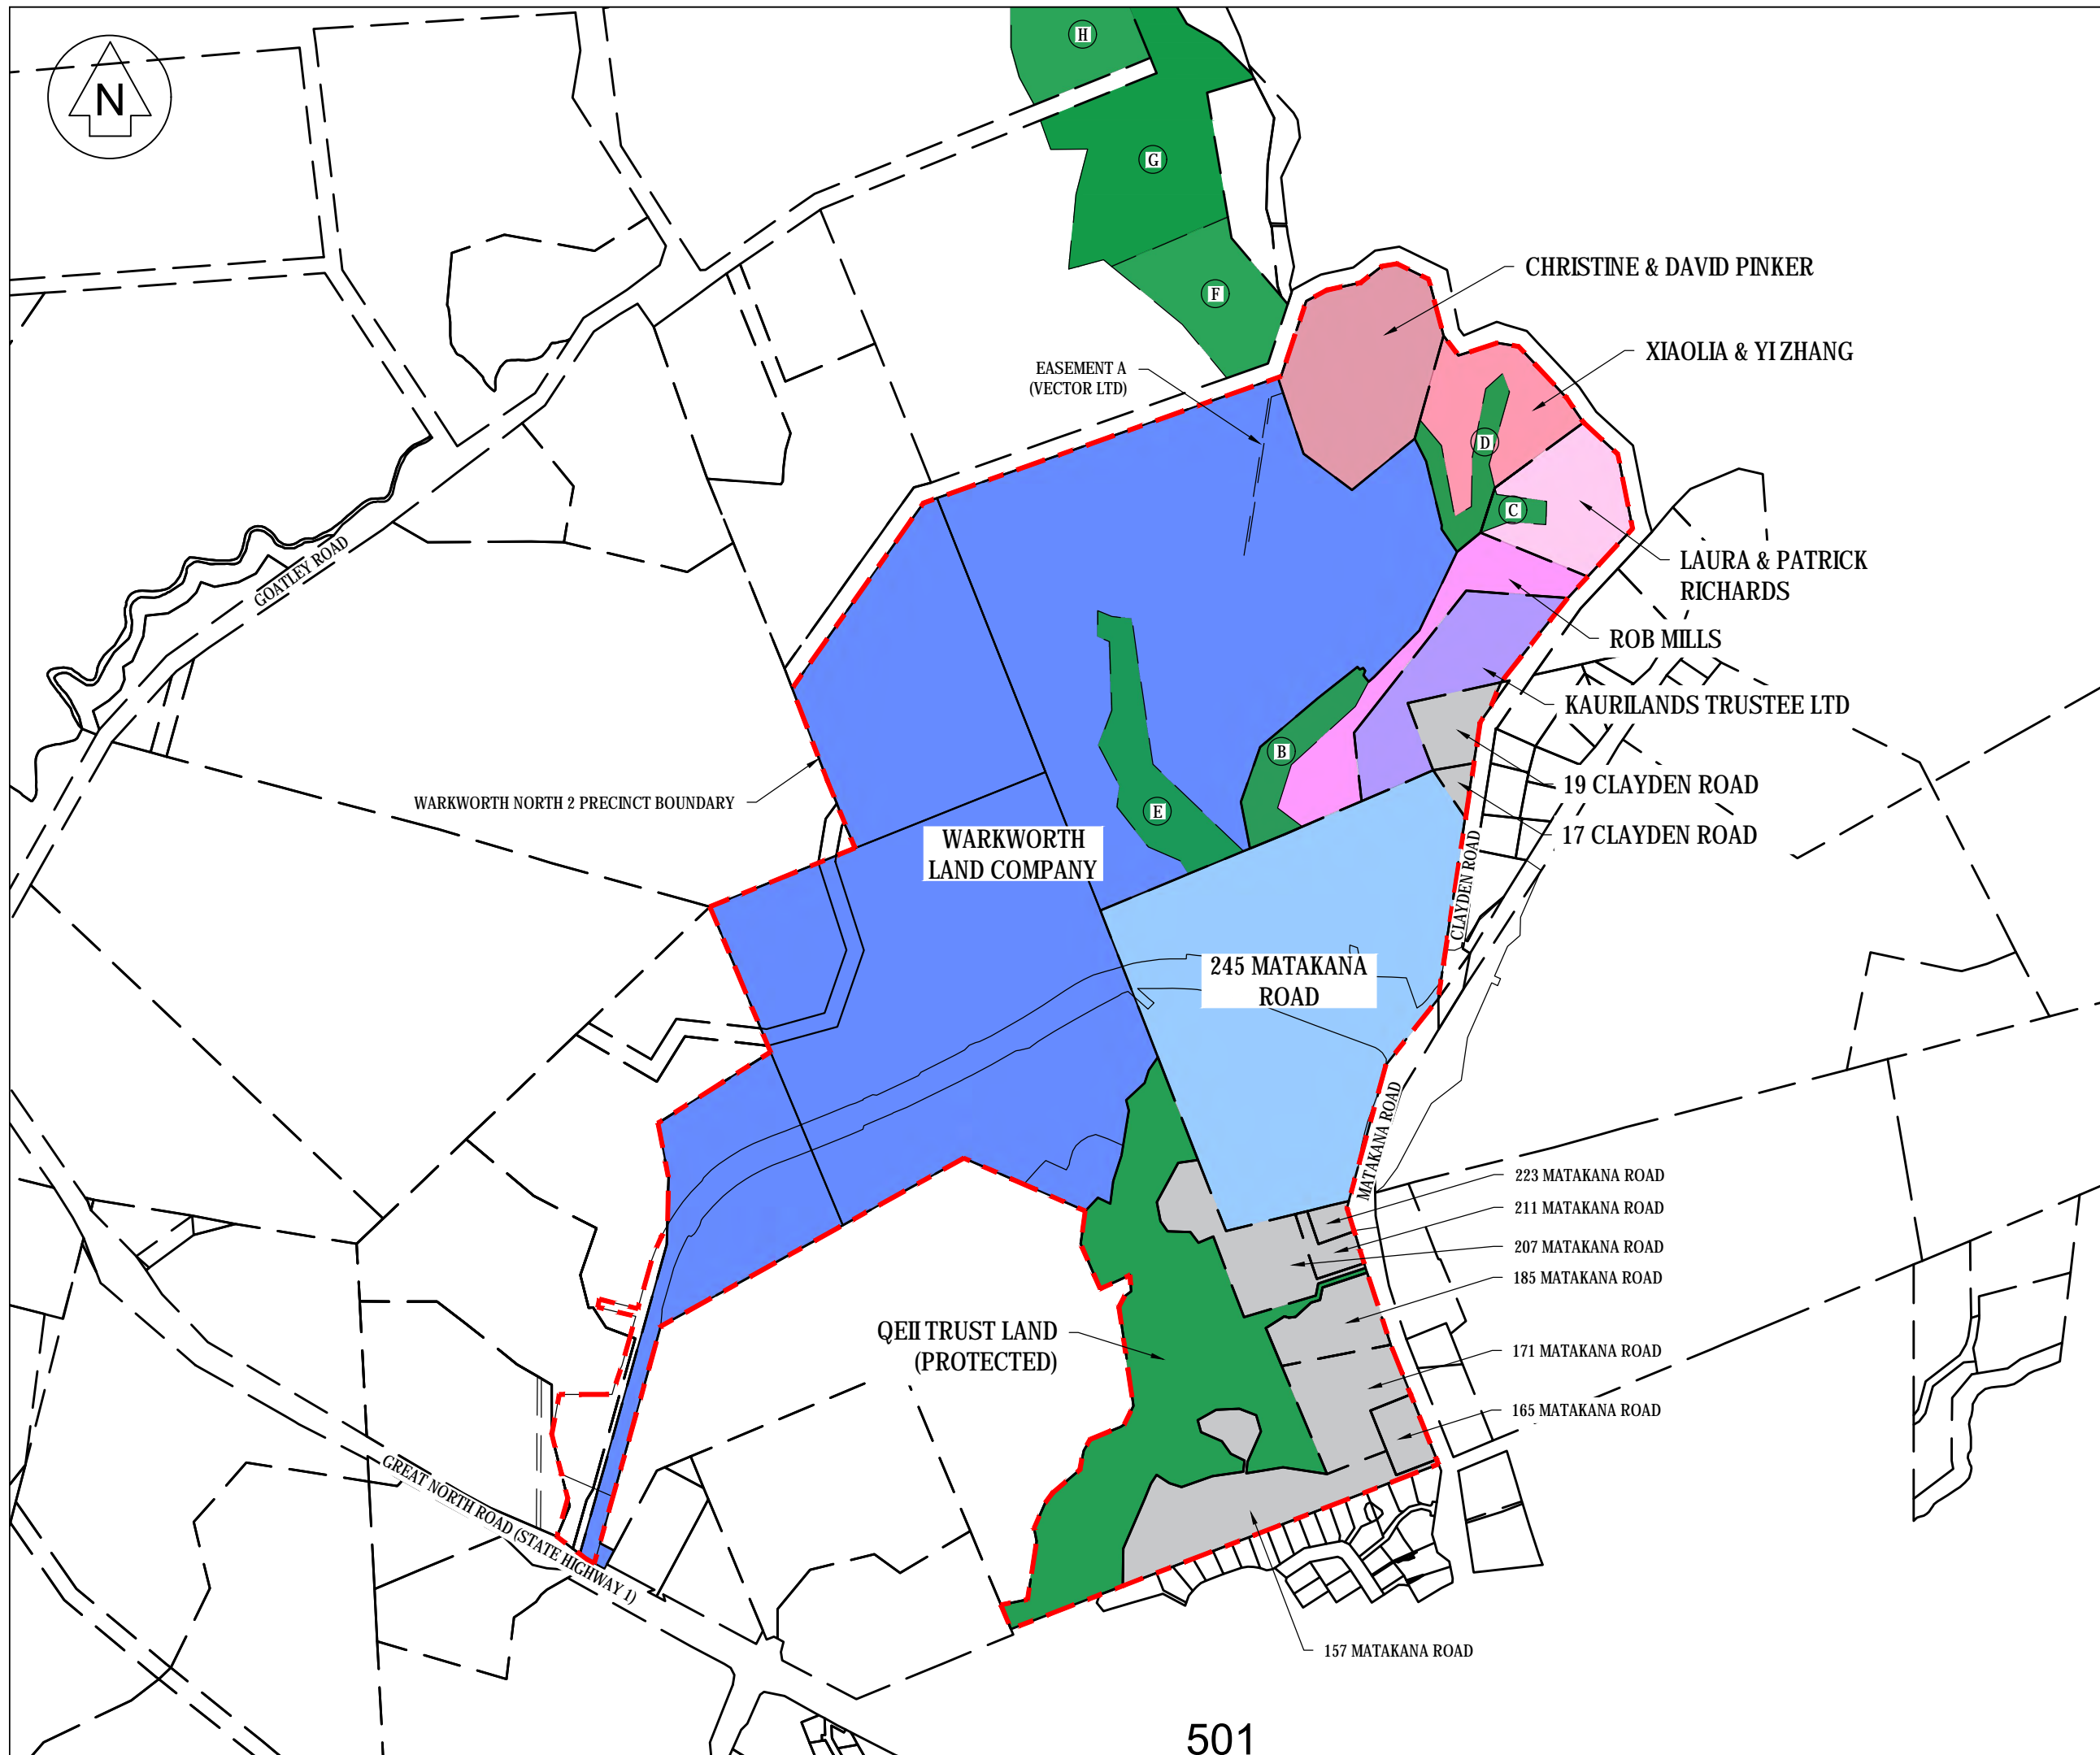 N
H
G
F
CHRISTINE & DAVID PINKER
XIAOLIA & YI ZHANG
EASEMENT A
(VECTOR LTD)
D
C
LAURA & PATRICK
RICHARDS
GOATLEY ROAD
ROB MILLS
KAURILANDS TRUSTEE LTD
B
19 CLAYDEN ROAD
WARKWORTH NORTH 2 PRECINCT BOUNDARY
E
17 CLAYDEN ROAD
WARKWORTH
LAND COMPANY
CLAYDEN ROAD
245 MATAKANA
ROAD
MATAKANA ROAD
223 MATAKANA ROAD
211 MATAKANA ROAD
207 MATAKANA ROAD
185 MATAKANA ROAD
QEII TRUST LAND
(PROTECTED)
171 MATAKANA ROAD
165 MATAKANA ROAD
GREAT NORTH ROAD (STATE HIGHWAY 1)
157 MATAKANA ROAD
501